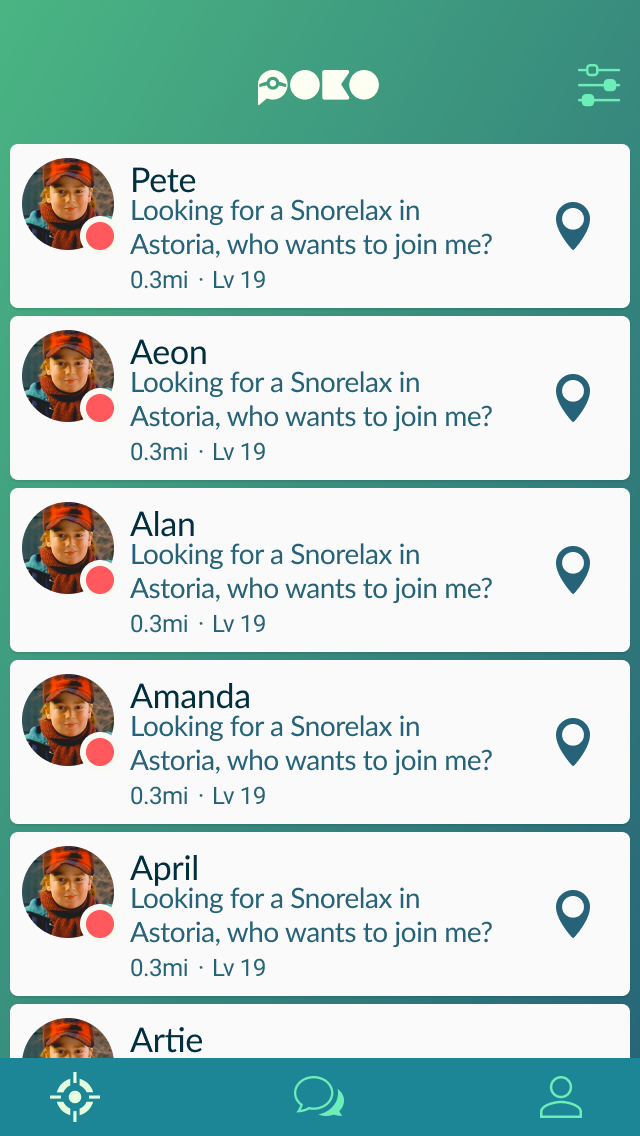 POKO
Pete
Looking for a Snorelax in
Astoria, who wants to join me?
0.3mi · Lv 19
Aeon
Looking for a Snorelax in
Astoria, who wants to join me?
0.3mi · Lv 19
Alan
Looking for a Snorelax in
Astoria, who wants to join me?
0.3mi · Lv 19
Amanda
Looking for a Snorelax in
Astoria, who wants to join me?
0.3mi · Lv 19
April
Looking for a Snorelax in
Astoria, who wants to join me?
0.3mi · Lv 19
Artie